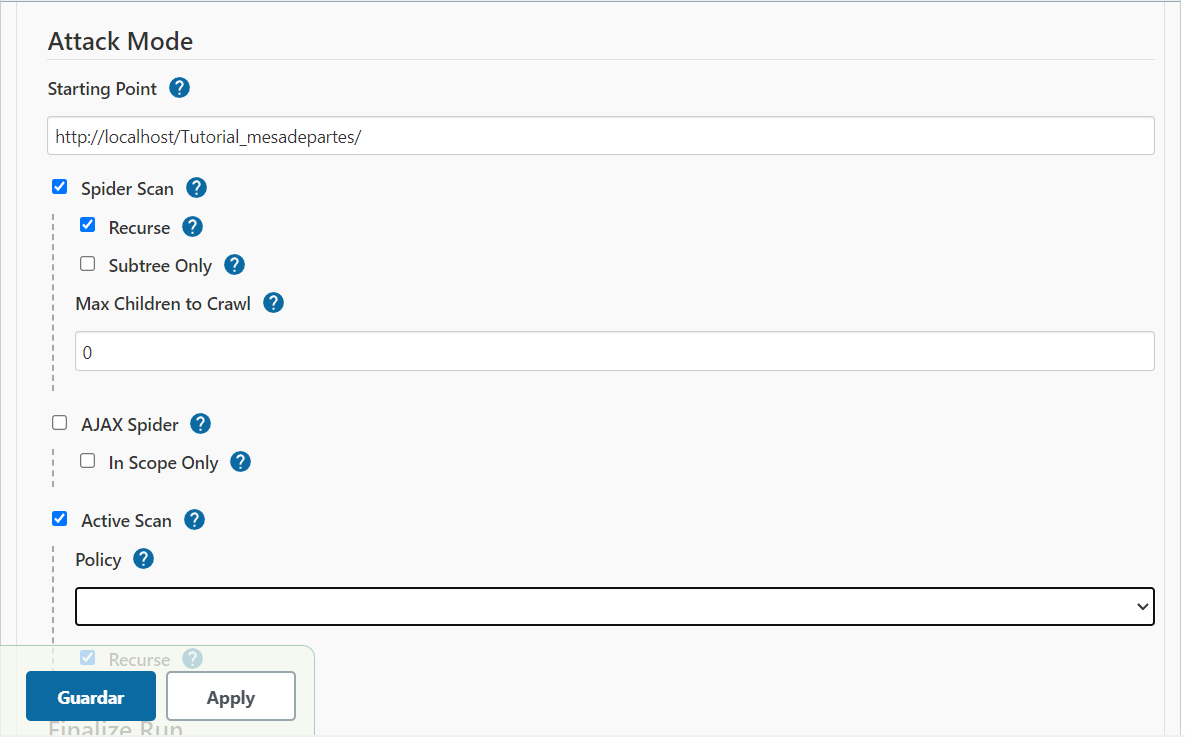 Attack Mode
Starting Point ?
http://localhost/Tutorial_mesadepartes/
Spider Scan ?
Recurse ?
Subtree Only ?
Max Children to Crawl ?
0
AJAX Spider ?
In Scope Only ?
Active Scan ?
Policy ?
Recurse ?
Guardar Apply
Finalize Run